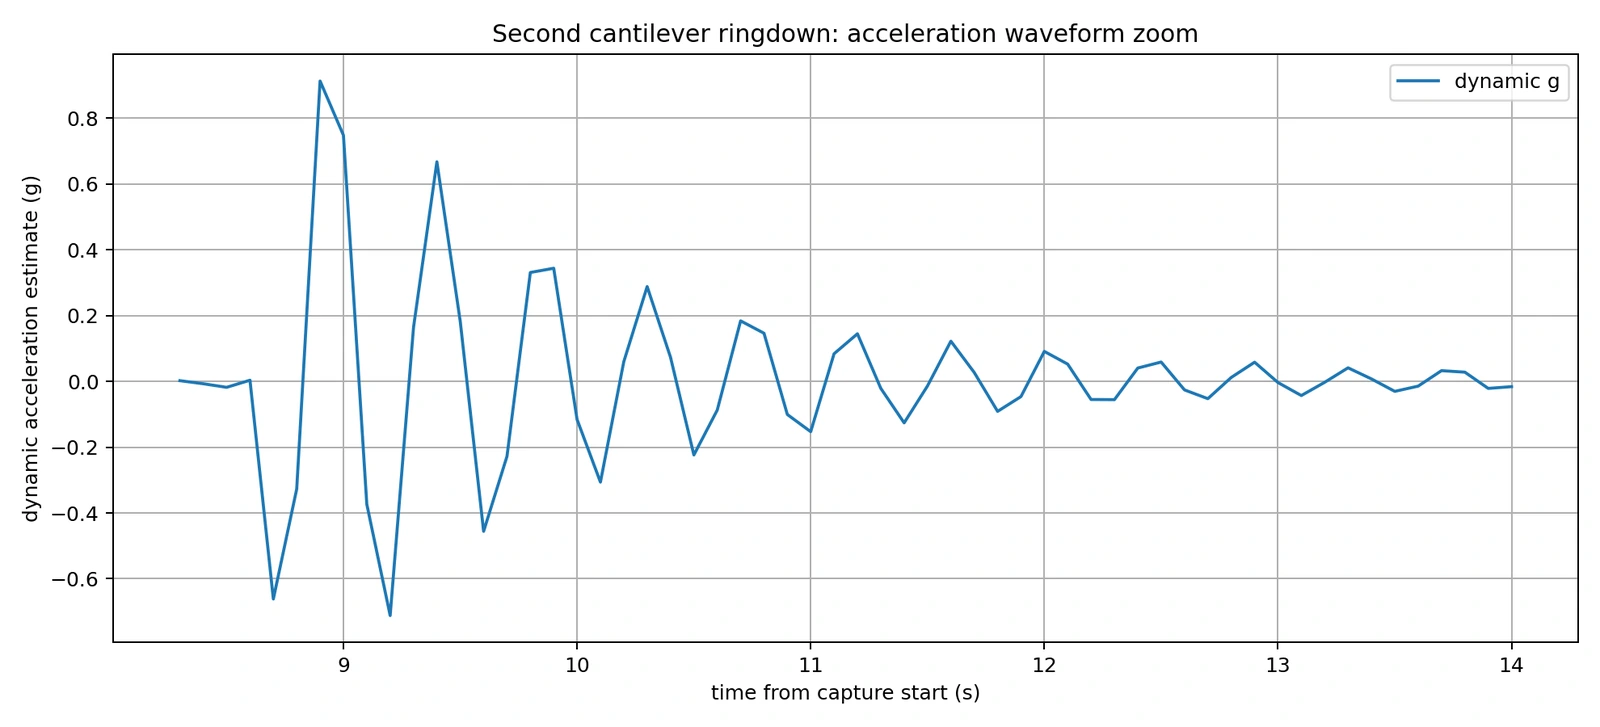 Second cantilever ringdown: acceleration waveform zoom
dynamic g
dynamic acceleration estimate (g)
0.8
0.6
0.4
0.2
0.0
−0.2
−0.4
−0.6
9 10 11 12 13 14
time from capture start (s)